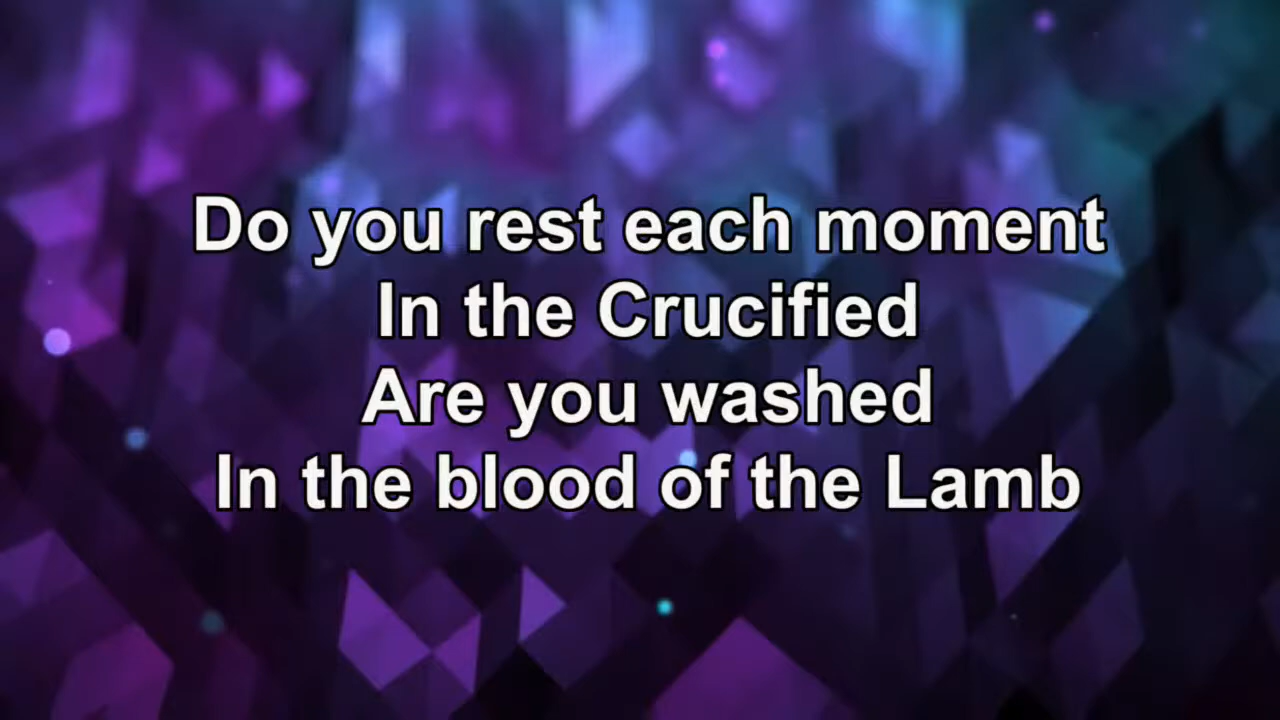 Do you rest each moment
In the Crucified
Are you washed
In the blood of the Lamb